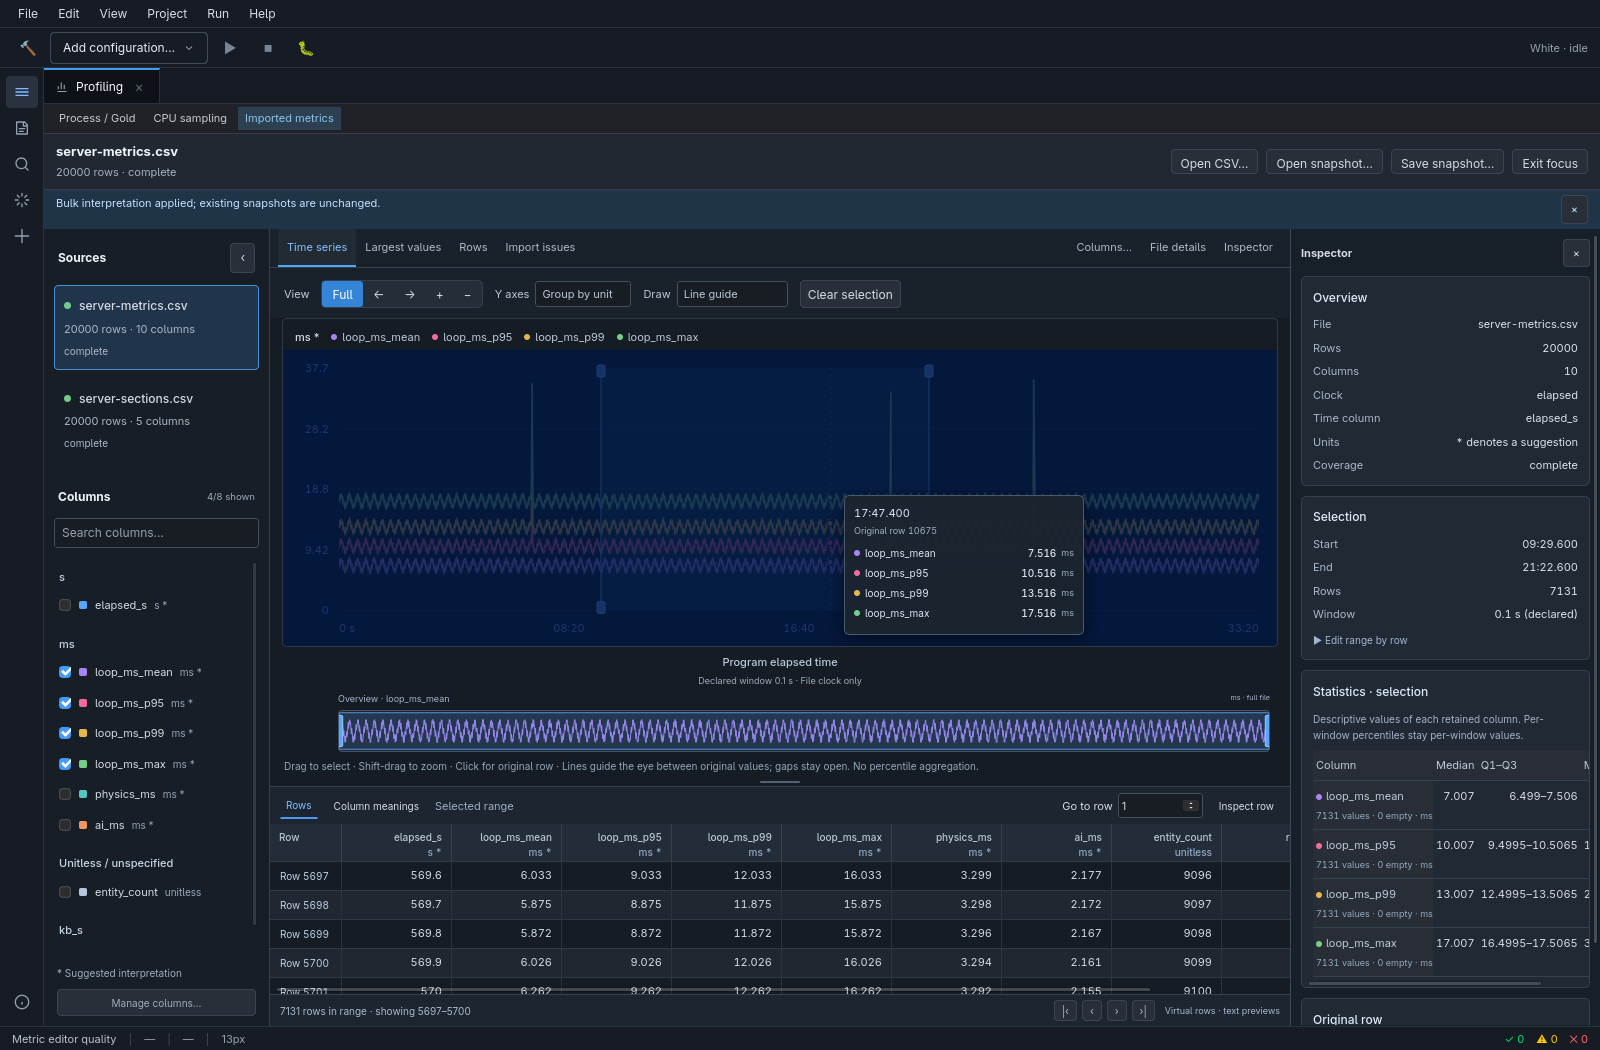 File Edit View Project Run Help
Add configuration...
White · idle
Profiling ×
Process / Gold CPU sampling Imported metrics
server-metrics.csv
20000 rows · complete
Open CSV... Open snapshot... Save snapshot... Exit focus
Bulk interpretation applied; existing snapshots are unchanged.
×
Sources
server-metrics.csv
20000 rows · 10 columns
complete
server-sections.csv
20000 rows · 5 columns
complete
Columns 4/8 shown
Search columns...
s
elapsed_s s *
ms
loop_ms_mean ms *
loop_ms_p95 ms *
loop_ms_p99 ms *
loop_ms_max ms *
physics_ms ms *
ai_ms ms *
Unitless / unspecified
entity_count unitless
kb_s
* Suggested interpretation
Manage columns...
Time series Largest values Rows Import issues Columns... File details Inspector
View Full ← → + − Y axes Group by unit Draw Line guide Clear selection
ms * loop_ms_mean loop_ms_p95 loop_ms_p99 loop_ms_max
37.7
28.2
18.8
9.42
0
0 s 08:20 16:40 33:20
17:47.400
Original row 10675
loop_ms_mean 7.516 ms
loop_ms_p95 10.516 ms
loop_ms_p99 13.516 ms
loop_ms_max 17.516 ms
Program elapsed time
Declared window 0.1 s · File clock only
Overview · loop_ms_mean ms · full file
Drag to select · Shift-drag to zoom · Click for original row · Lines guide the eye between original values; gaps stay open. No percentile aggregation.
Rows Column meanings Selected range Go to row 1 Inspect row
Row elapsed_s loop_ms_mean loop_ms_p95 loop_ms_p99 loop_ms_max physics_ms ai_ms entity_count r
s * ms * ms * ms * ms * ms * ms * unitless
Row 5697 569.6 6.033 9.033 12.033 16.033 3.299 2.177 9096
Row 5698 569.7 5.875 8.875 11.875 15.875 3.298 2.172 9097
Row 5699 569.8 5.872 8.872 11.872 15.872 3.296 2.167 9098
Row 5700 569.9 6.026 9.026 12.026 16.026 3.294 2.161 9099
Row 5701 570 6.262 9.262 12.262 16.262 3.292 2.155 9100
7131 rows in range · showing 5697–5700
Virtual rows · text previews
Inspector ×
Overview
File server-metrics.csv
Rows 20000
Columns 10
Clock elapsed
Time column elapsed_s
Units * denotes a suggestion
Coverage complete
Selection
Start 09:29.600
End 21:22.600
Rows 7131
Window 0.1 s (declared)
▶ Edit range by row
Statistics · selection
Descriptive values of each retained column. Per-
window percentiles stay per-window values.
Column Median Q1–Q3 M
loop_ms_mean 7.007 6.499–7.506
7131 values · 0 empty · ms
loop_ms_p95 10.007 9.4995–10.5065 1
7131 values · 0 empty · ms
loop_ms_p99 13.007 12.4995–13.5065 2
7131 values · 0 empty · ms
loop_ms_max 17.007 16.4995–17.5065 3
7131 values · 0 empty · ms
Original row
Metric editor quality — — 13px
0 0 0